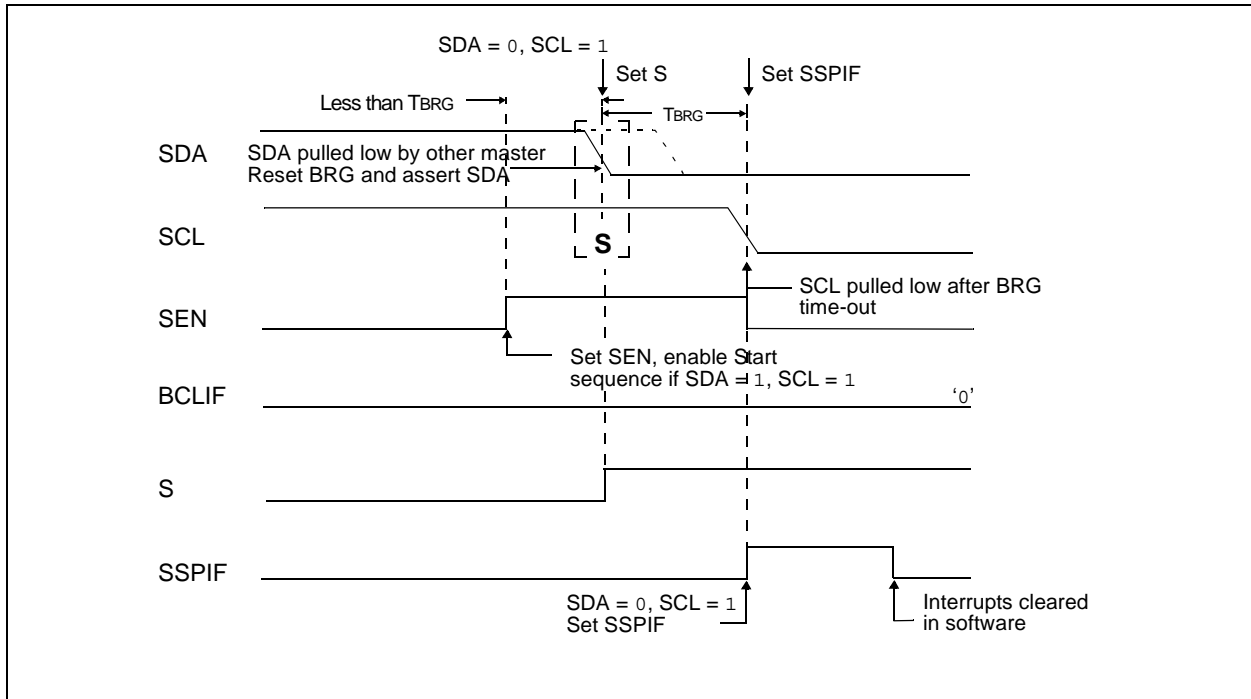 SDA = 0, SCL = 1
Set S
Set SSPIF
Less than TBRG
TBRG
SDA
SDA pulled low by other master
Reset BRG and assert SDA
SCL
S
SCL pulled low after BRG
time-out
SEN
Set SEN, enable Start
sequence if SDA = 1, SCL = 1
BCLIF
‘0’
S
SSPIF
SDA = 0, SCL = 1
Set SSPIF
Interrupts cleared
in software